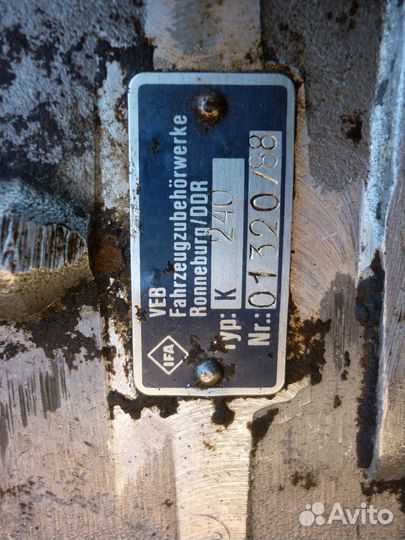 VEB
Fahrzeugzubehörwerke
Ronneburg/DDR
Typ: K 240
Nr.: 01320/88
IFA
Avito